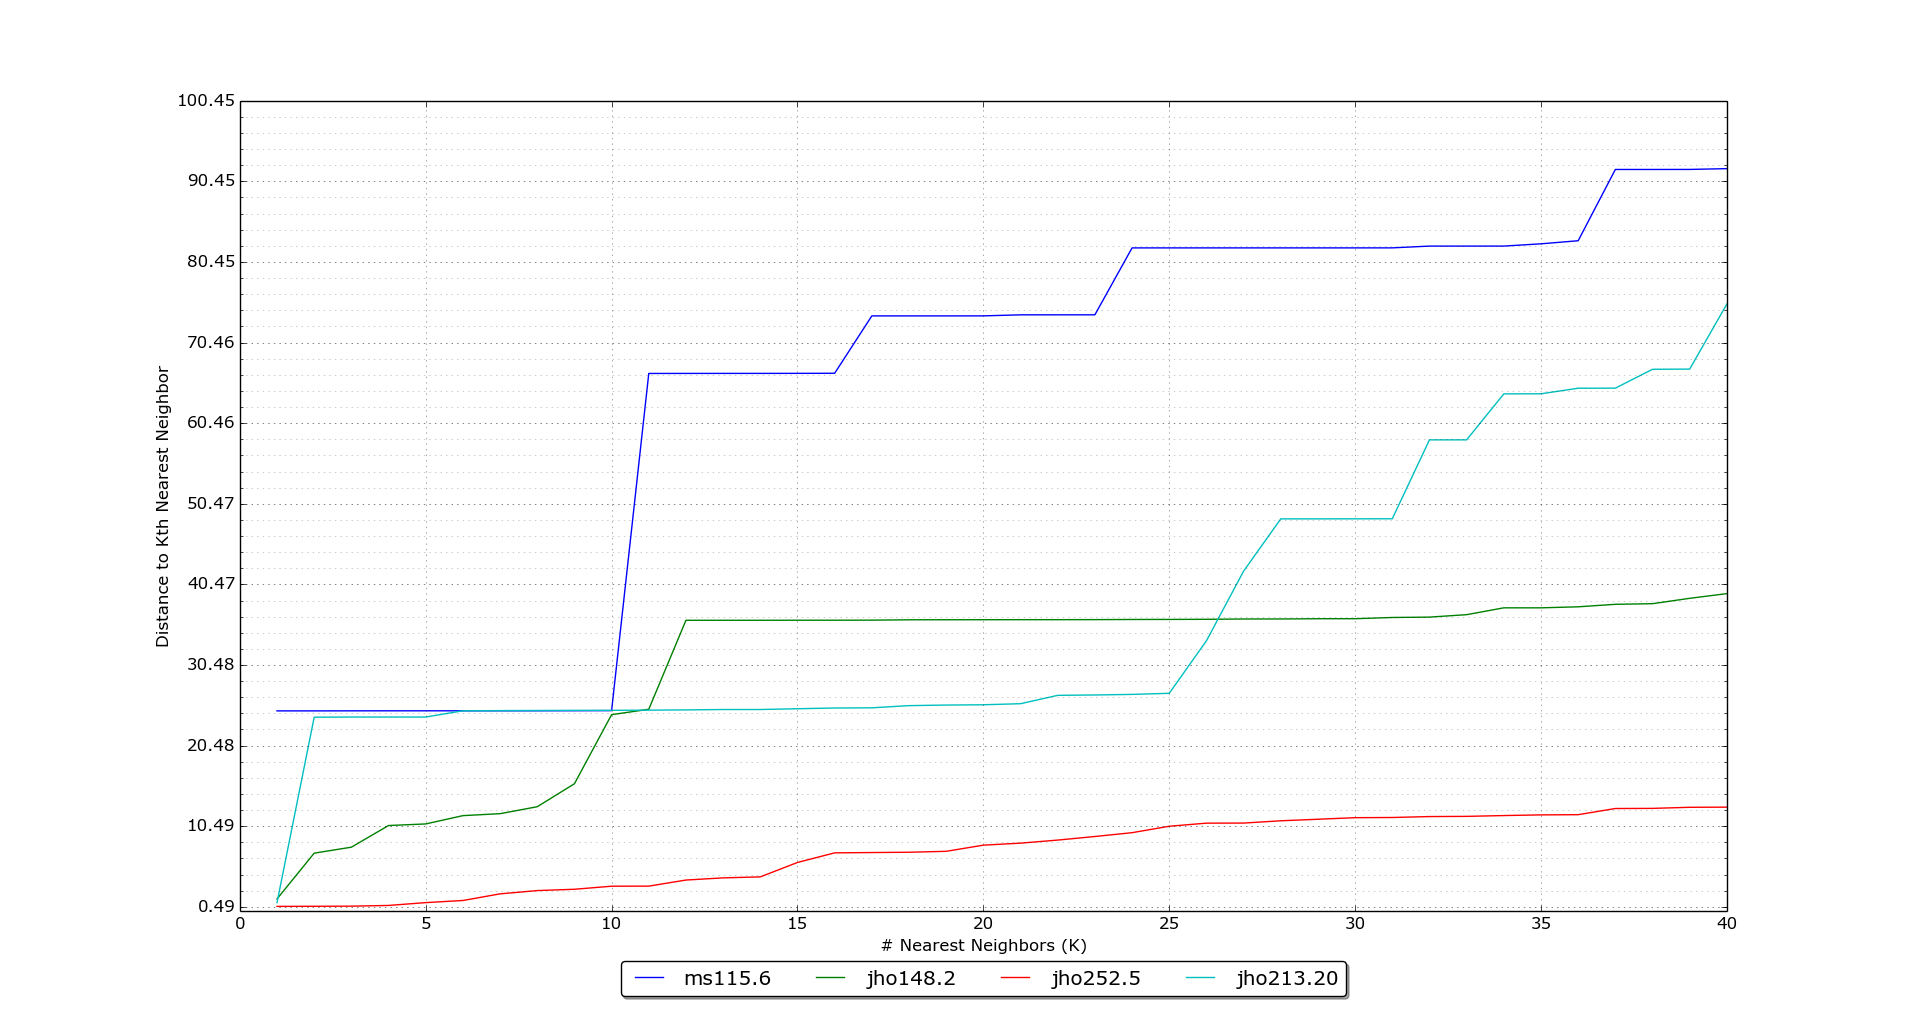 100.45
90.45
80.45
70.46
60.46
50.47
40.47
30.48
20.48
10.49
0.49
Distance to Kth Nearest Neighbor
0 5 10 15 20 25 30 35 40
# Nearest Neighbors (K)
ms115.6 jho148.2 jho252.5 jho213.20